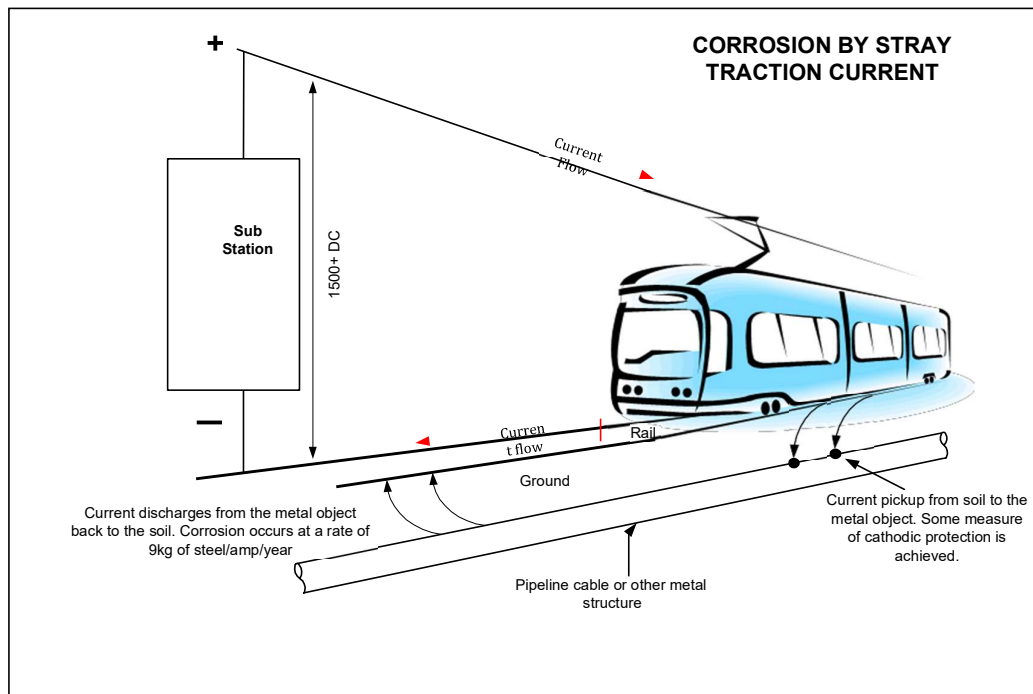 +
CORROSION BY STRAY
TRACTION CURRENT
Current
Flow
Sub
Station
1500+ DC
—
Curren
t flow
Rail
Ground
Current discharges from the metal object
back to the soil. Corrosion occurs at a rate of
9kg of steel/amp/year
Current pickup from soil to the
metal object. Some measure
of cathodic protection is
achieved.
Pipeline cable or other metal
structure